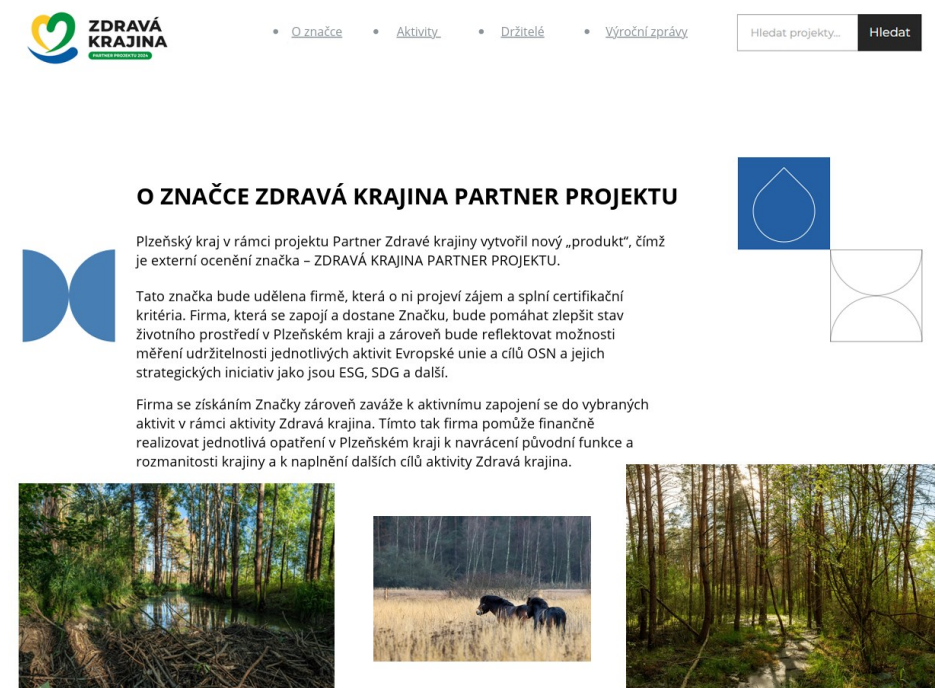 ZDRAVÁ
KRAJINA
PARTNER PROJEKTU 2024
O značce
Aktivity
Držitelé
Výroční zprávy
Hledat projekty...
Hledat
O ZNAČCE ZDRAVÁ KRAJINA PARTNER PROJEKTU
Plzeňský kraj v rámci projektu Partner Zdravé krajiny vytvořil nový „produkt“, čímž
je externí ocenění značka – ZDRAVÁ KRAJINA PARTNER PROJEKTU.
Tato značka bude udělena firmě, která o ni projeví zájem a splní certifikační
kritéria. Firma, která se zapojí a dostane Značku, bude pomáhat zlepšit stav
životního prostředí v Plzeňském kraji a zároveň bude reflektovat možnosti
měření udržitelnosti jednotlivých aktivit Evropské unie a cílů OSN a jejich
strategických iniciativ jako jsou ESG, SDG a další.
Firma se získáním Značky zároveň zaváže k aktivnímu zapojení se do vybraných
aktivit v rámci aktivity Zdravá krajina. Tímto tak firma pomůže finančně
realizovat jednotlivá opatření v Plzeňském kraji k navrácení původní funkce a
rozmanitosti krajiny a k naplnění dalších cílů aktivity Zdravá krajina.